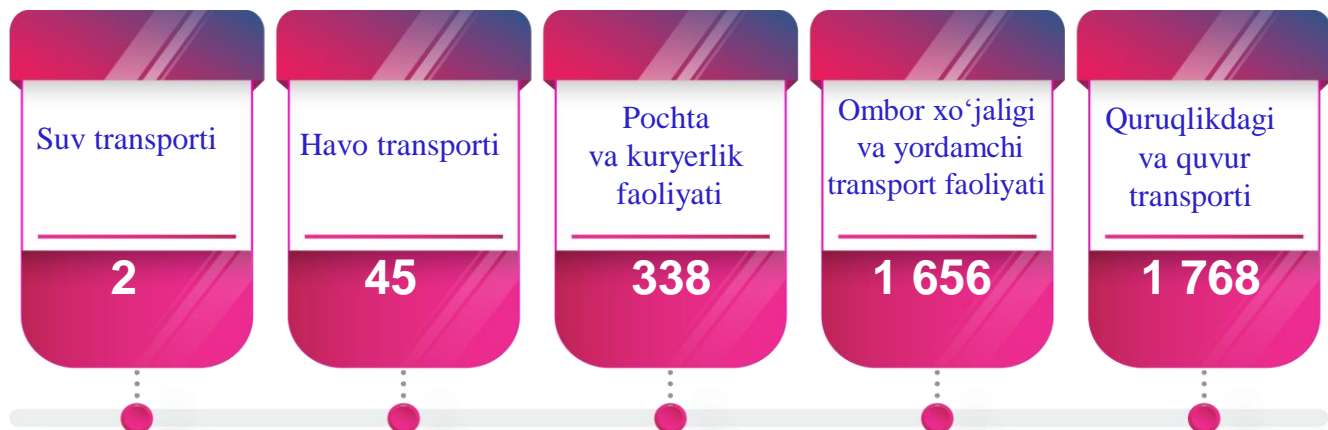 Suv transporti
2
Havo transporti
45
Pochta
va kuryerlik
faoliyati
338
Ombor xo‘jaligi
va yordamchi
transport faoliyati
1 656
Quruqlikdagi
va quvur
transporti
1 768